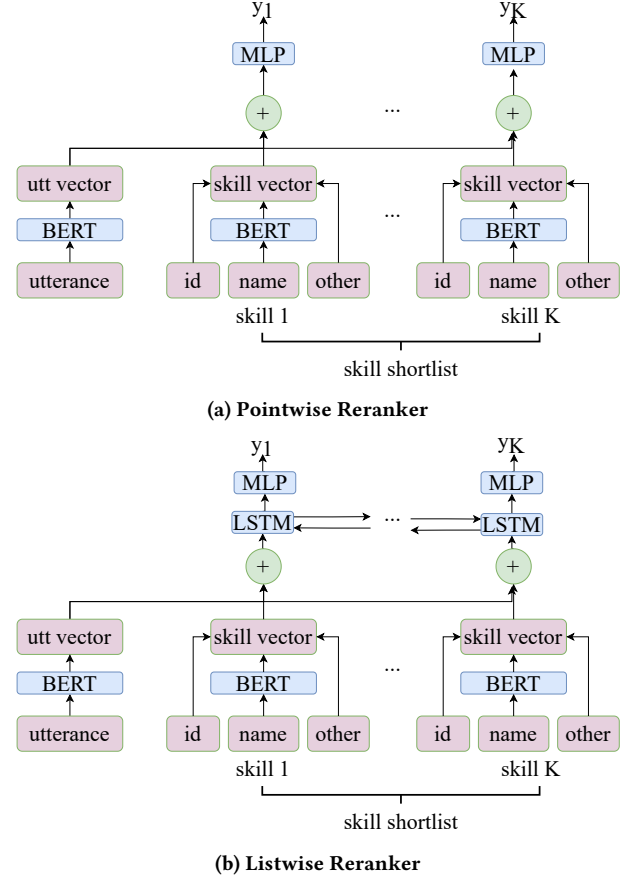 y1 yK
MLP MLP
+ ... +
utt vector skill vector skill vector
...
BERT BERT BERT
utterance id name other id name other
skill 1 skill K
skill shortlist
(a) Pointwise Reranker
y1 yK
MLP MLP
LSTM ... LSTM
+ +
utt vector skill vector skill vector
...
BERT BERT BERT
utterance id name other id name other
skill 1 skill K
skill shortlist
(b) Listwise Reranker